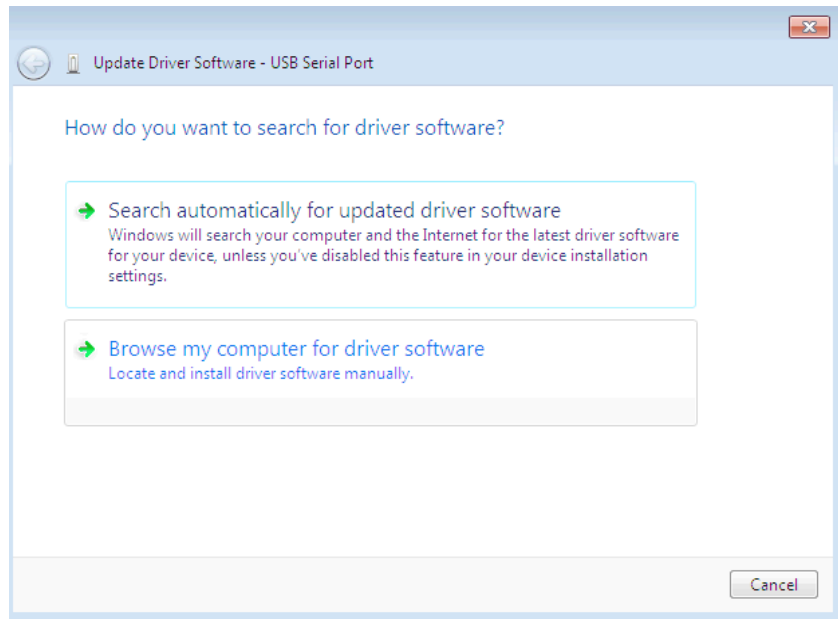 Update Driver Software - USB Serial Port
How do you want to search for driver software?
Search automatically for updated driver software
Windows will search your computer and the Internet for the latest driver software
for your device, unless you've disabled this feature in your device installation
settings.
Browse my computer for driver software
Locate and install driver software manually.
Cancel